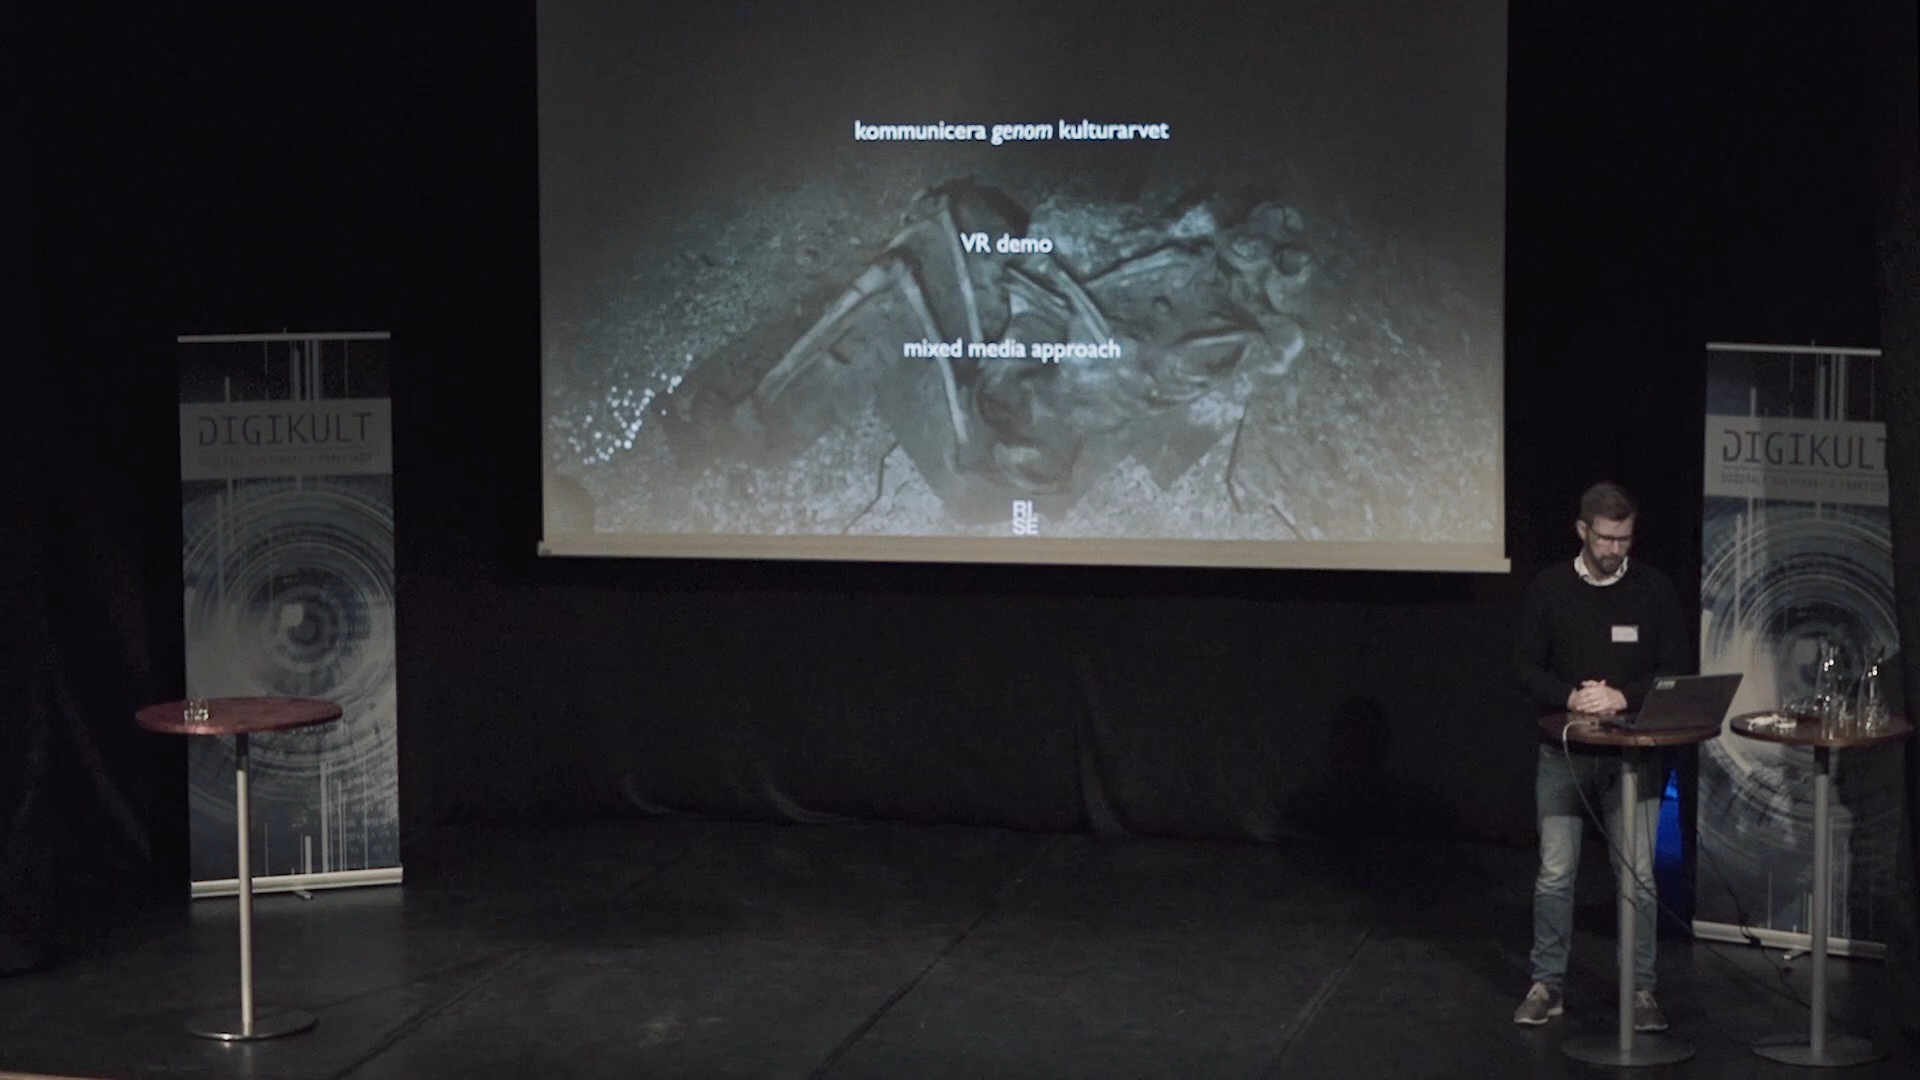 kommunicera genom kulturarvet
VR demo
mixed media approach
RI.
SE
DIGIKULT
DIGIKULT